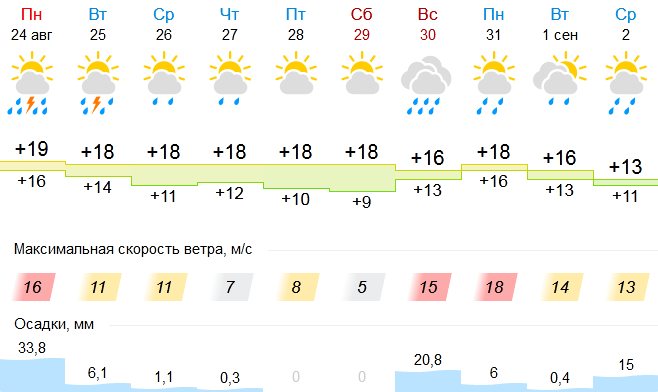 Пн Вт Ср Чт Пт Сб Вс Пн Вт Ср
24 авг 25 26 27 28 29 30 31 1 сен 2
+19 +18 +18 +18 +18 +18 +16 +18 +16 +13
+16 +14 +11 +12 +10 +9 +13 +16 +13 +11
Максимальная скорость ветра, м/с
16 11 11 7 8 5 15 18 14 13
Осадки, мм
33,8 6,1 1,1 0,3 0 0 20,8 6 0,4 15